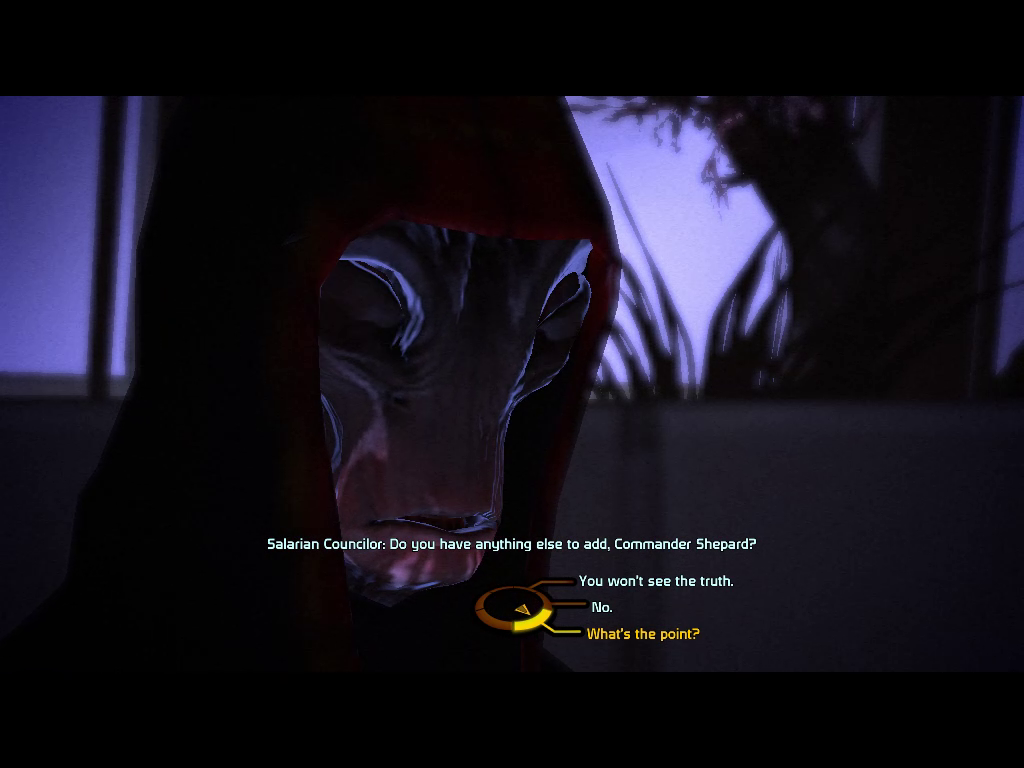 Salarian Councilor: Do you have anything else to add, Commander Shepard?
You won't see the truth.
No.
What's the point?